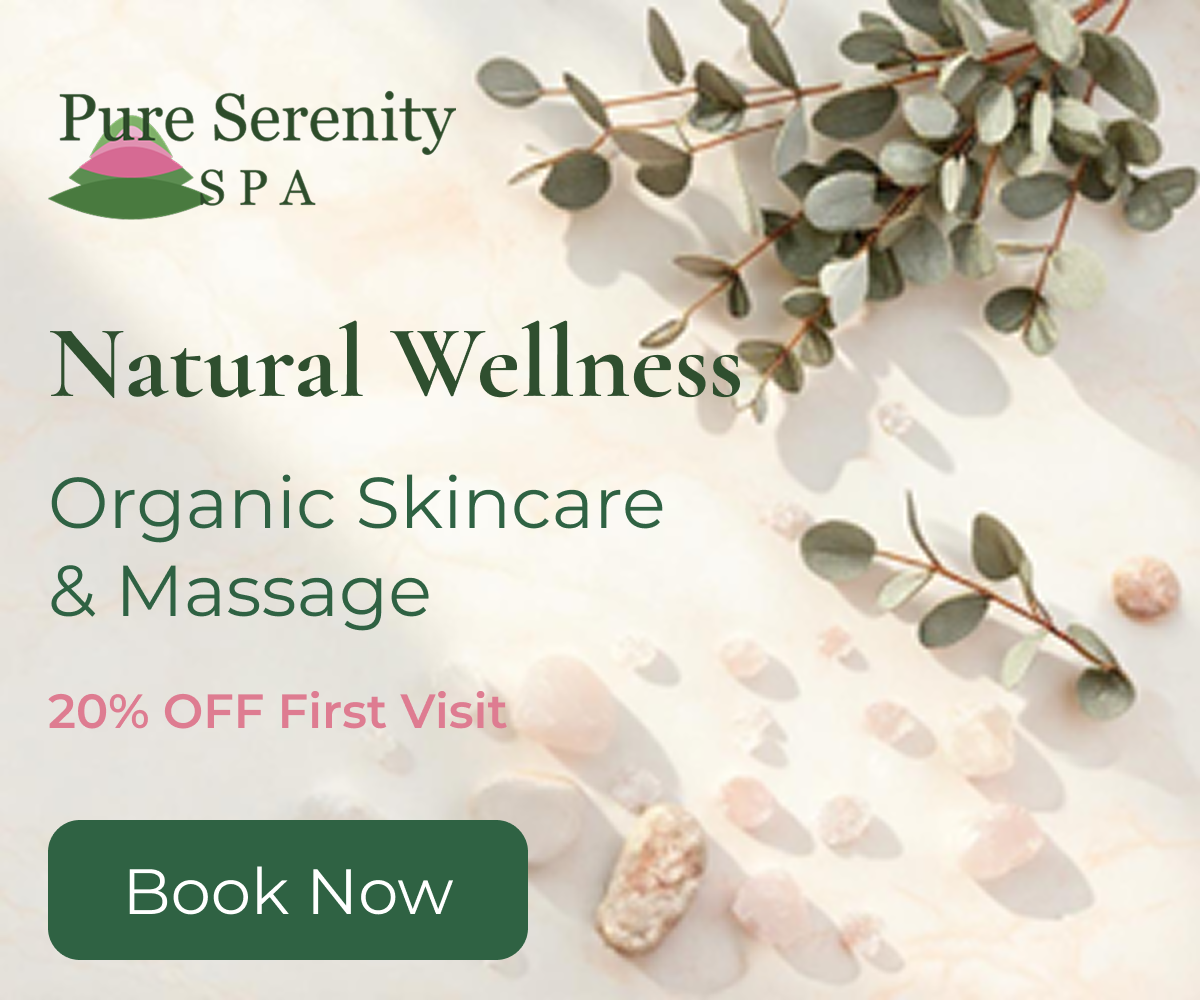 Pure Serenity
SPA
Natural Wellness
Organic Skincare
& Massage
20% OFF First Visit
Book Now